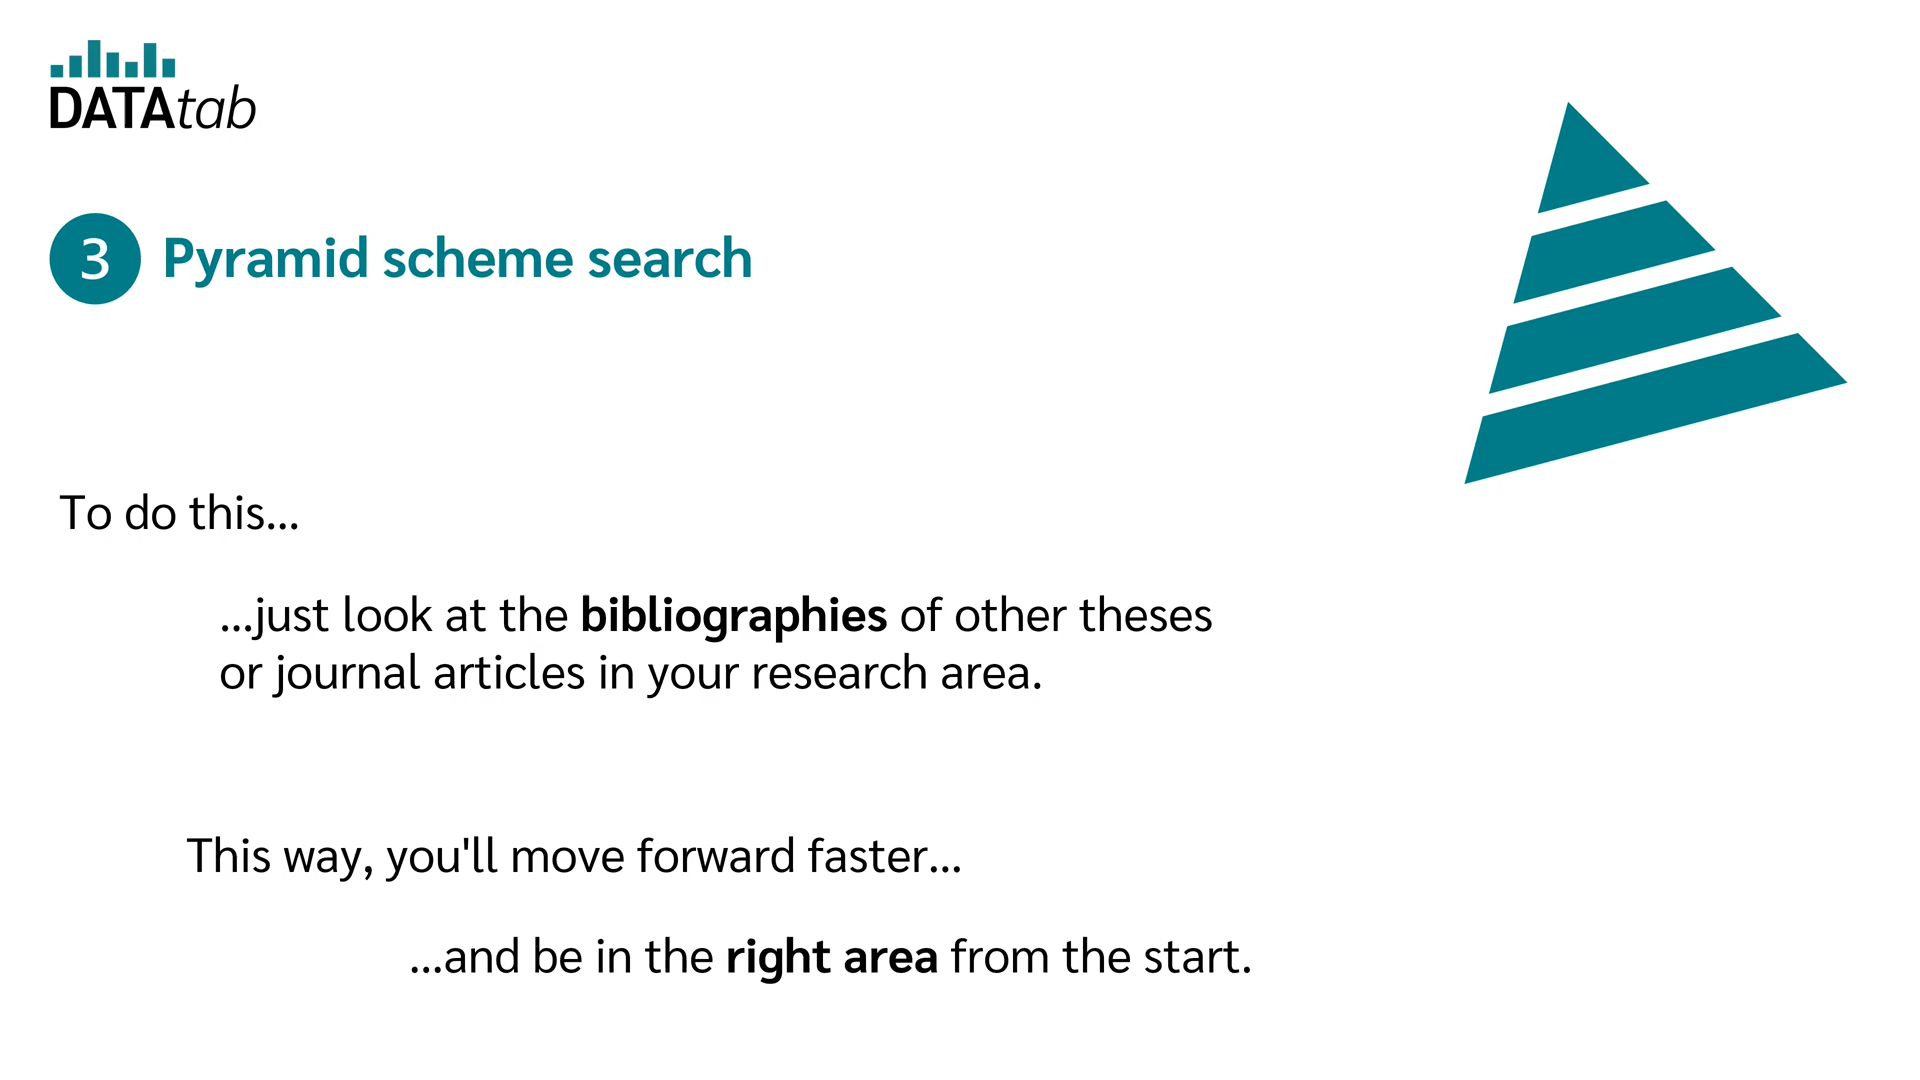 DATAtab
3 Pyramid scheme search
To do this...
...just look at the bibliographies of other theses
or journal articles in your research area.
This way, you'll move forward faster...
...and be in the right area from the start.